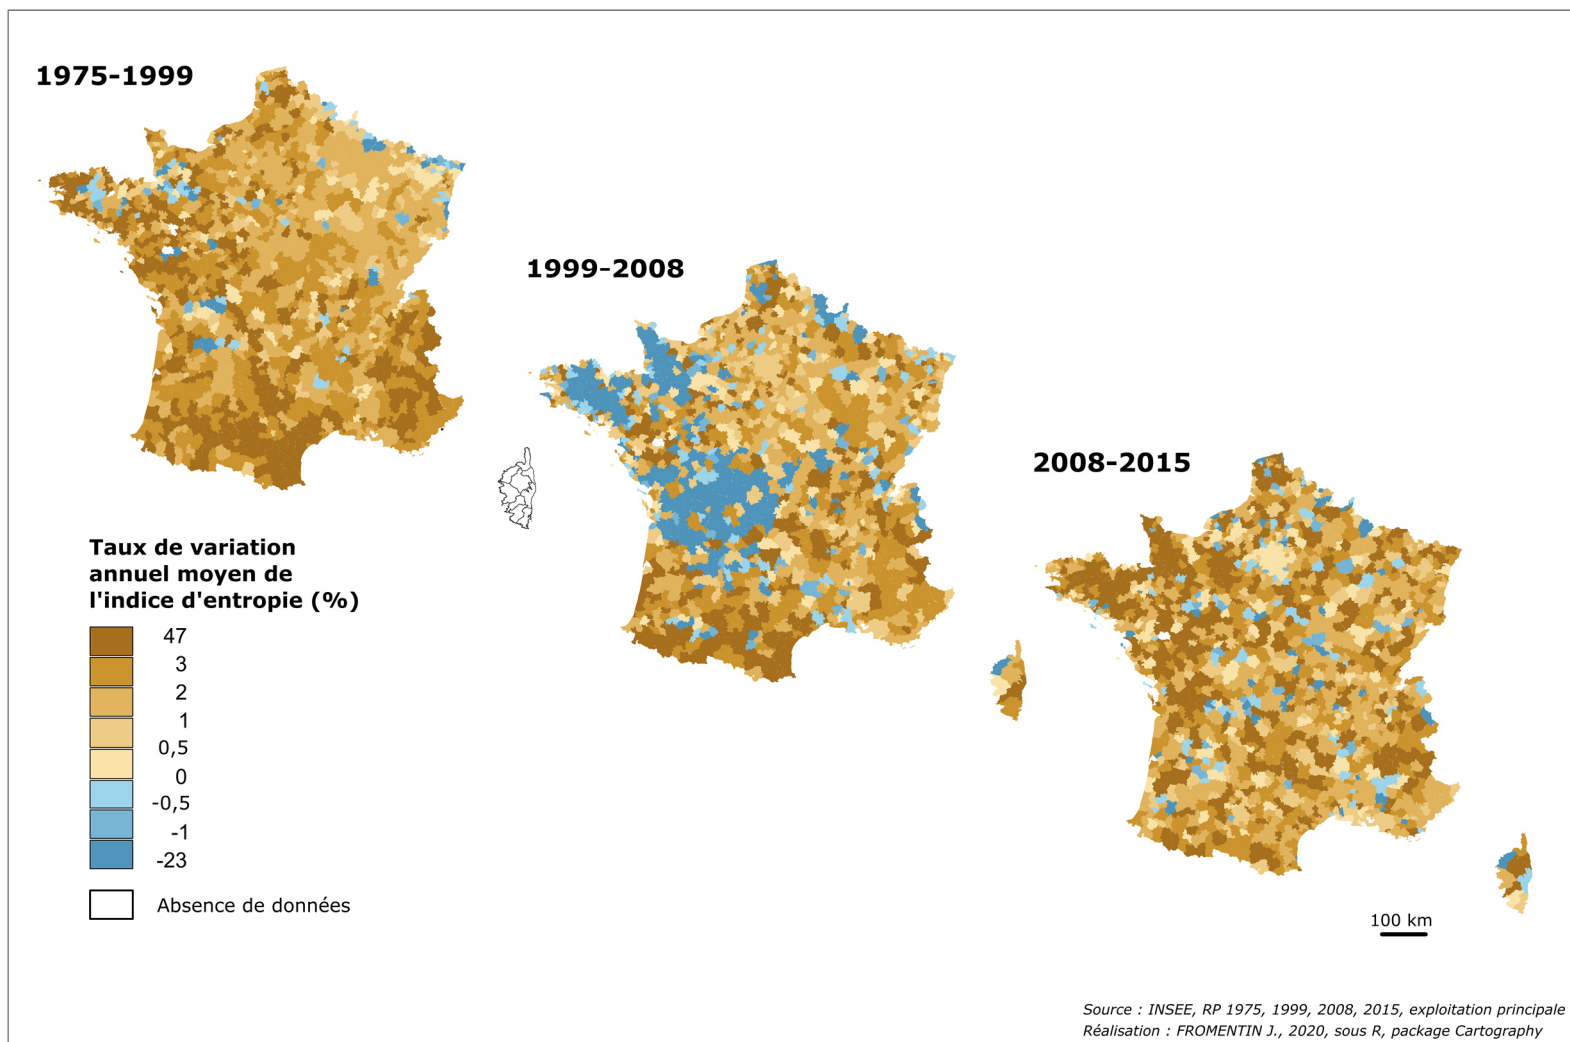 1975-1999
1999-2008
2008-2015
Taux de variation
annuel moyen de
l'indice d'entropie (%)
47
3
2
1
0,5
0
-0,5
-1
-23
Absence de données
100 km
Source : INSEE, RP 1975, 1999, 2008, 2015, exploitation principale
Réalisation : FROMENTIN J., 2020, sous R, package Cartography